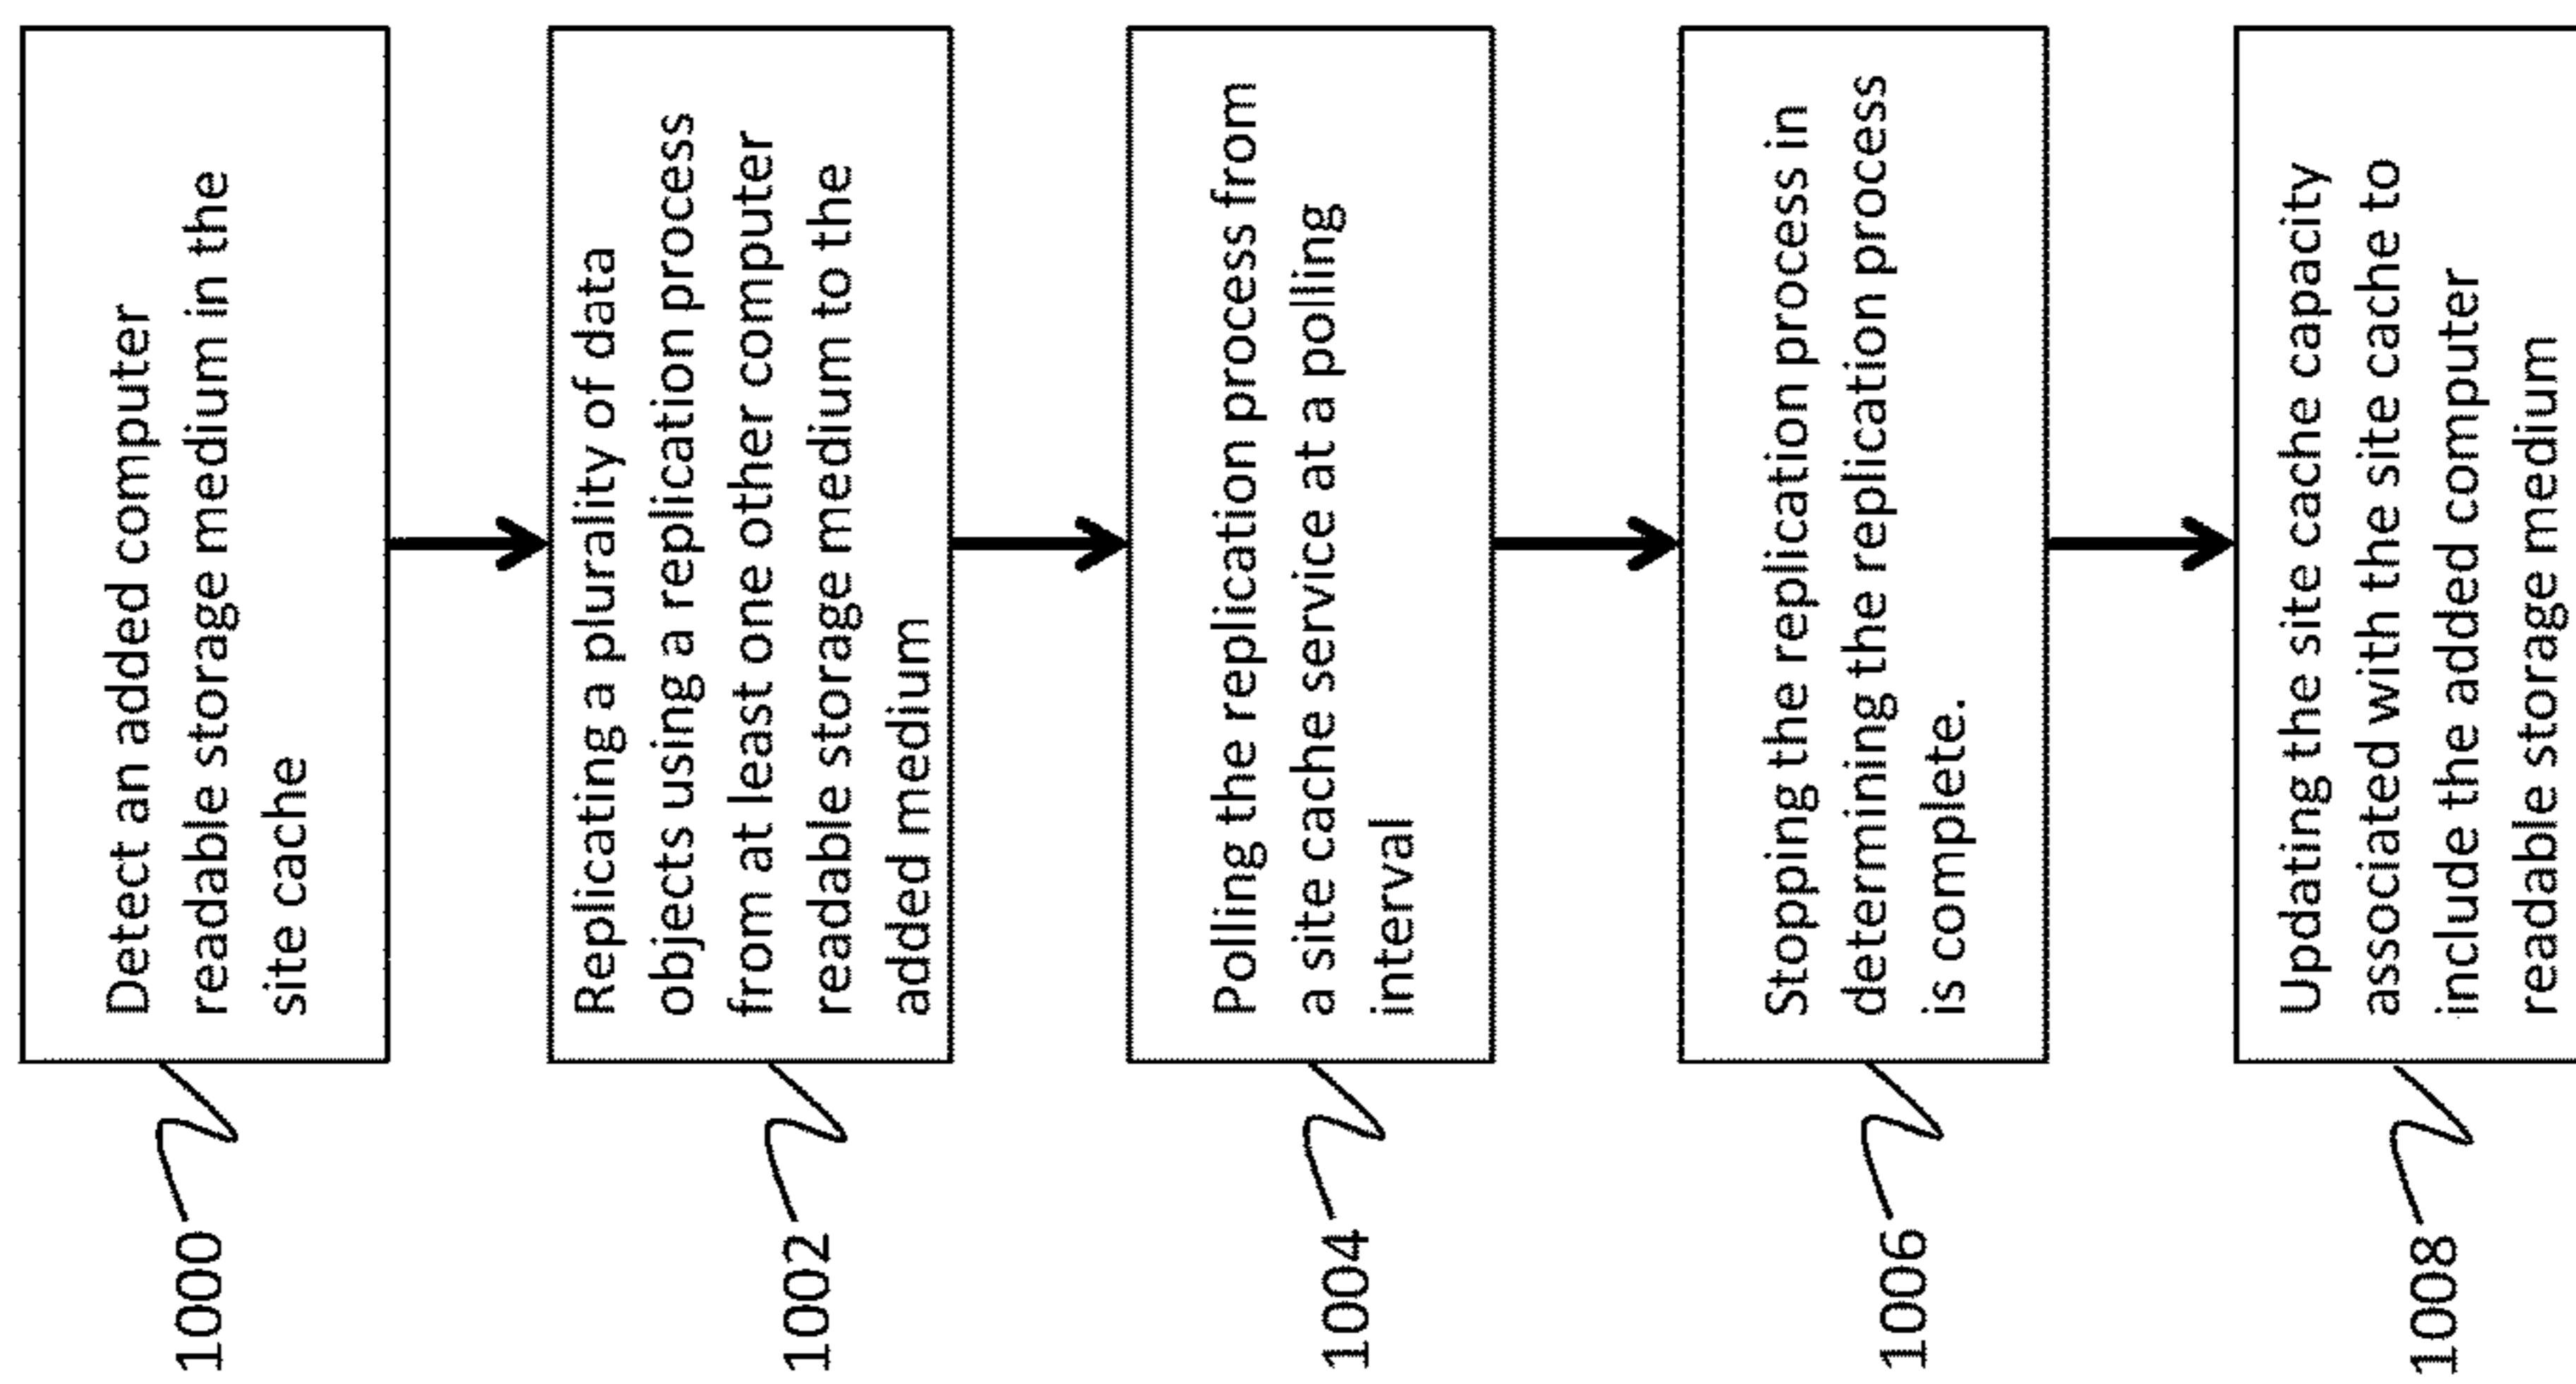 1000
Detect an added computer
readable storage medium in the
site cache
1002
Replicating a plurality of data
objects using a replication process
from at least one other computer
readable storage medium to the
added medium
1004
Polling the replication process from
a site cache service at a polling
interval
1006
Stopping the replication process in
determining the replication process
is complete.
1008
Updating the site cache capacity
associated with the site cache to
include the added computer
readable storage medium